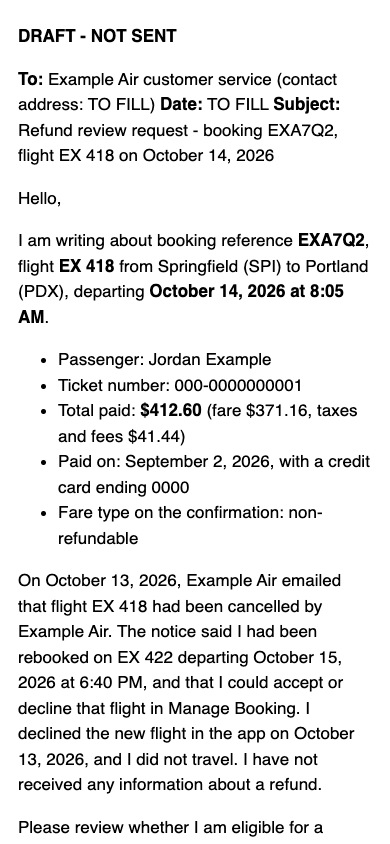 DRAFT - NOT SENT
To: Example Air customer service (contact
address: TO FILL) Date: TO FILL Subject:
Refund review request - booking EXA7Q2,
flight EX 418 on October 14, 2026
Hello,
I am writing about booking reference EXA7Q2,
flight EX 418 from Springfield (SPI) to Portland
(PDX), departing October 14, 2026 at 8:05
AM.
• Passenger: Jordan Example
• Ticket number: 000-0000000001
• Total paid: $412.60 (fare $371.16, taxes
and fees $41.44)
• Paid on: September 2, 2026, with a credit
card ending 0000
• Fare type on the confirmation: non-
refundable
On October 13, 2026, Example Air emailed
that flight EX 418 had been cancelled by
Example Air. The notice said I had been
rebooked on EX 422 departing October 15,
2026 at 6:40 PM, and that I could accept or
decline that flight in Manage Booking. I
declined the new flight in the app on October
13, 2026, and I did not travel. I have not
received any information about a refund.
Please review whether I am eligible for a